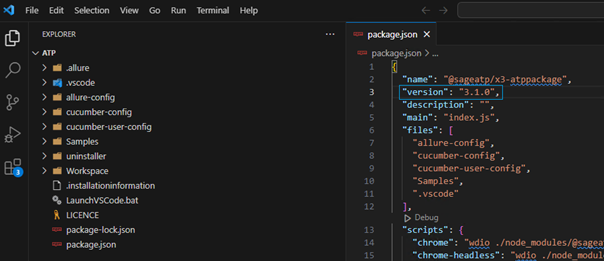 File Edit Selection View Go Run Terminal Help
EXPLORER
ATP
.allure
.vscode
allure-config
cucumber-config
cucumber-user-config
Samples
uninstaller
Workspace
.installationinformation
LaunchVSCode.bat
LICENCE
package-lock.json
package.json
3
package.json
package.json > ...
1 {
2 "name": "@sageatp/x3-atppackage",
3 "version": "3.1.0",
4 "description": "",
5 "main": "index.js",
6 "files": [
7 "allure-config",
8 "cucumber-config",
9 "cucumber-user-config",
10 "Samples",
11 ".vscode"
12 ],
Debug
13 "scripts": {
14 "chrome": "wdio ./node_modules/@sage
15 "chrome-headless": "wdio ./node_modul